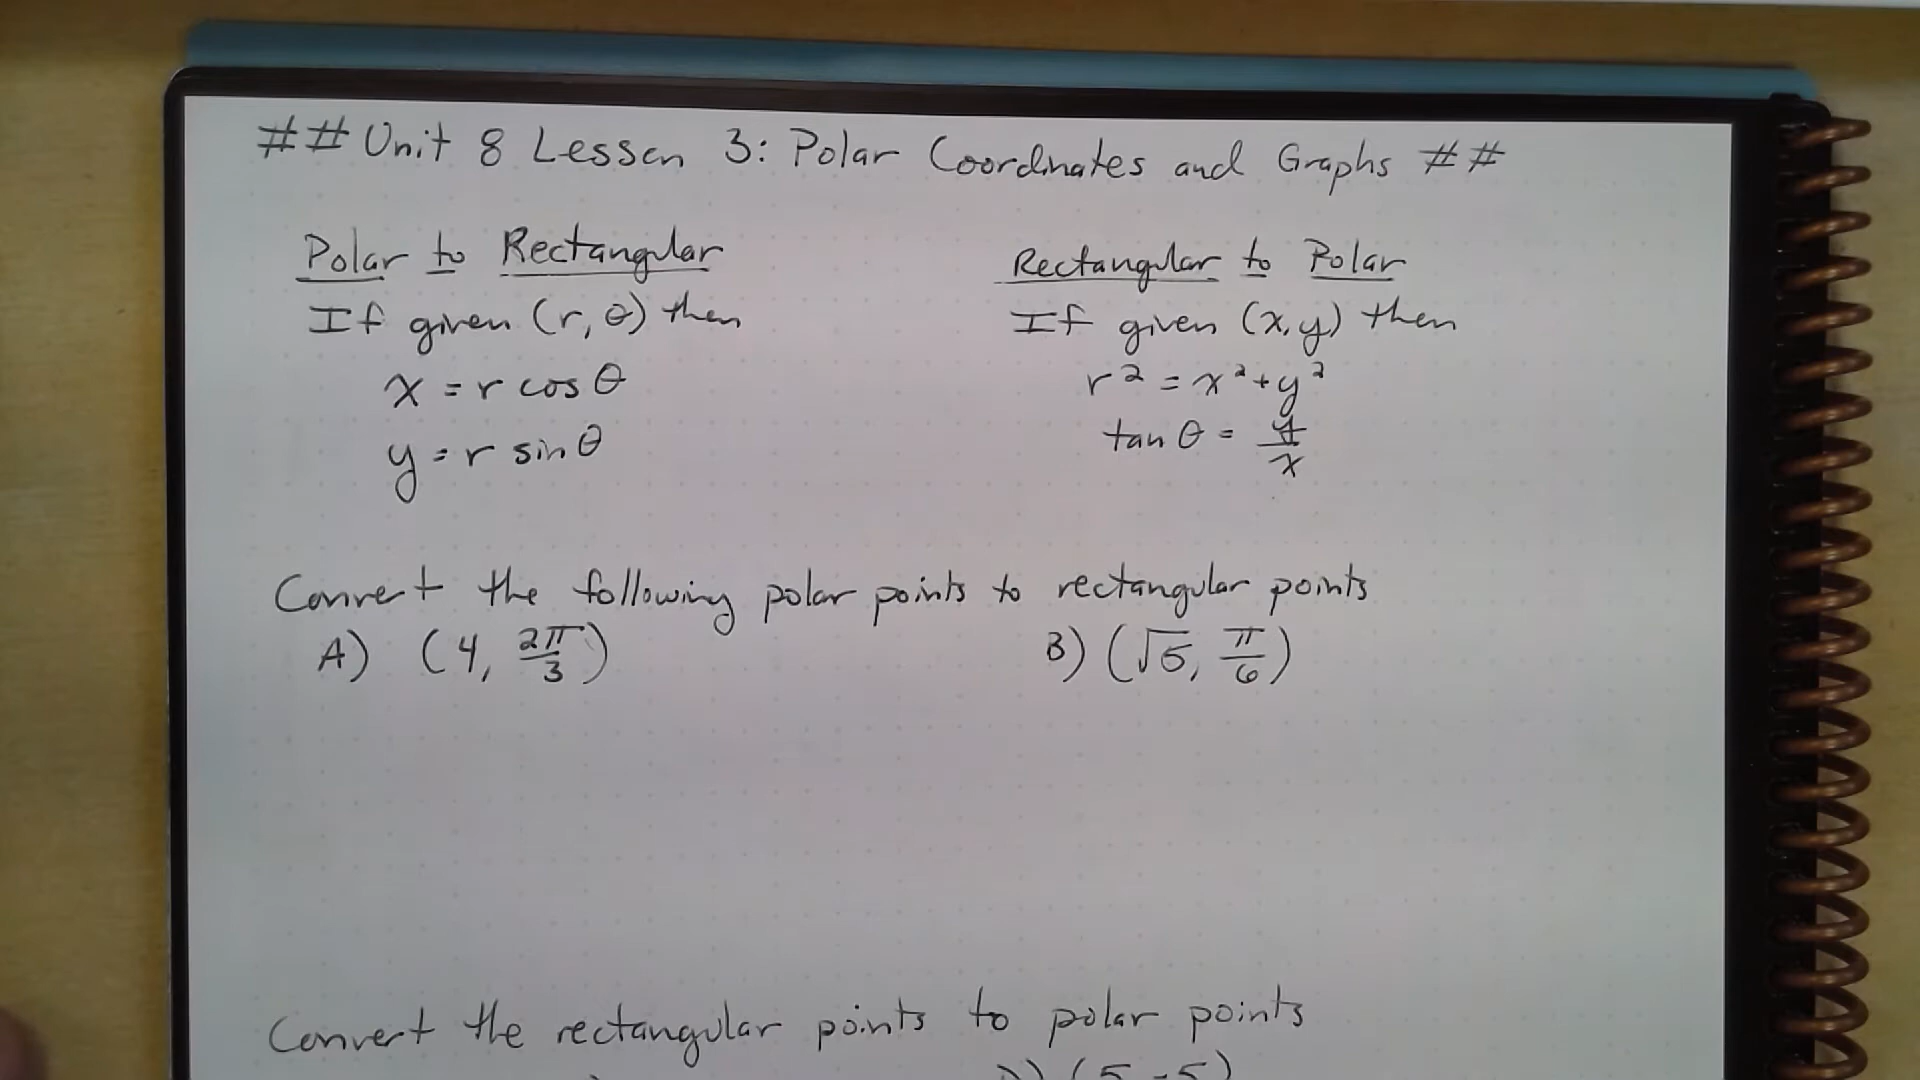 ## Unit 8 Lesson 3: Polar Coordinates and Graphs ##
Polar to Rectangular
If given (r, θ) then
x = r cos θ
y = r sin θ
Rectangular to Polar
If given (x, y) then
r² = x² + y²
tan θ = y/x
Convert the following polar points to rectangular points
A) (4, 2π/3)
B) (√5, π/6)
Convert the rectangular points to polar points
(5, -5)